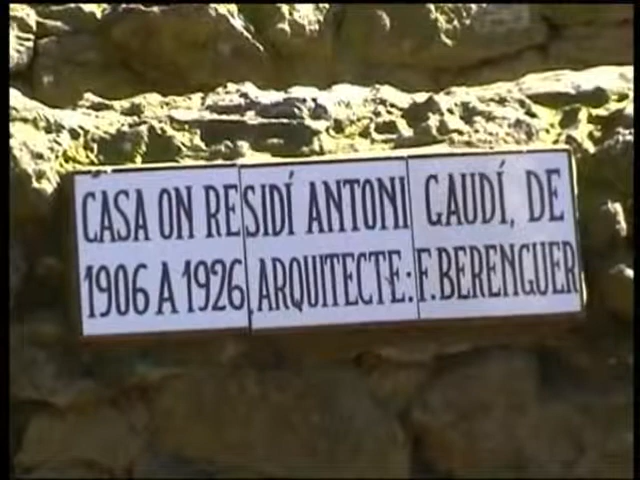 CASA ON RESIDÍ ANTONI GAUDÍ, DE
1906 A 1926, ARQUITECTE: F. BERENGUER